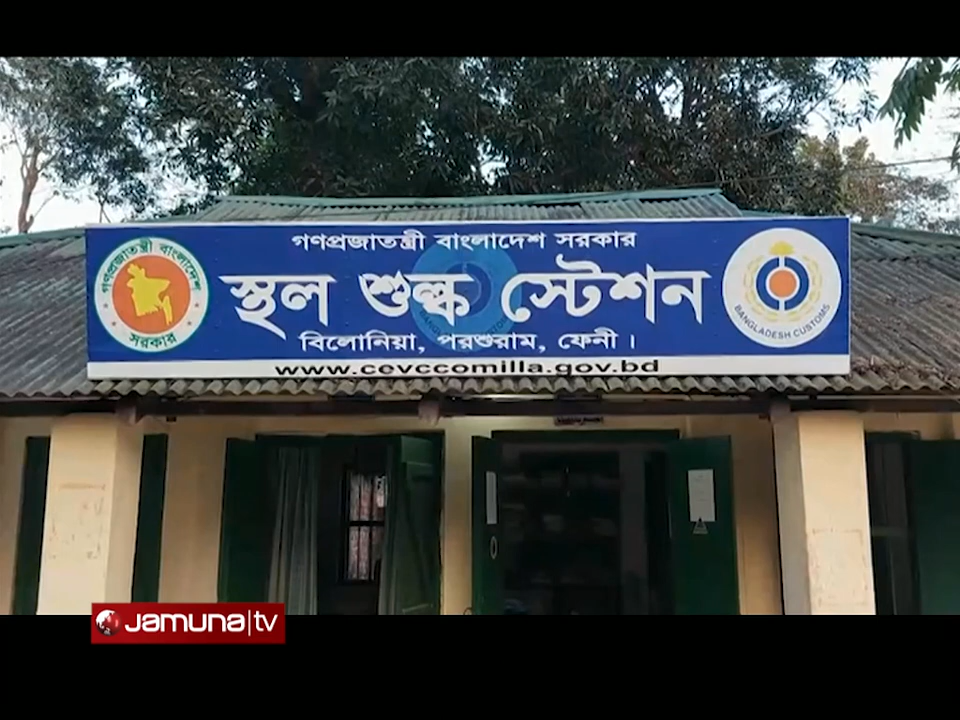 গণপ্রজাতন্ত্রী বাংলাদেশ সরকার
স্থল শুল্ক স্টেশন
বিলোনিয়া, পরশুরাম, ফেনী।
www.cevccomilla.gov.bd
গণপ্রজাতন্ত্রী বাংলাদেশ
সরকার
BANGLADESH CUSTOMS
JAMUNA|tv